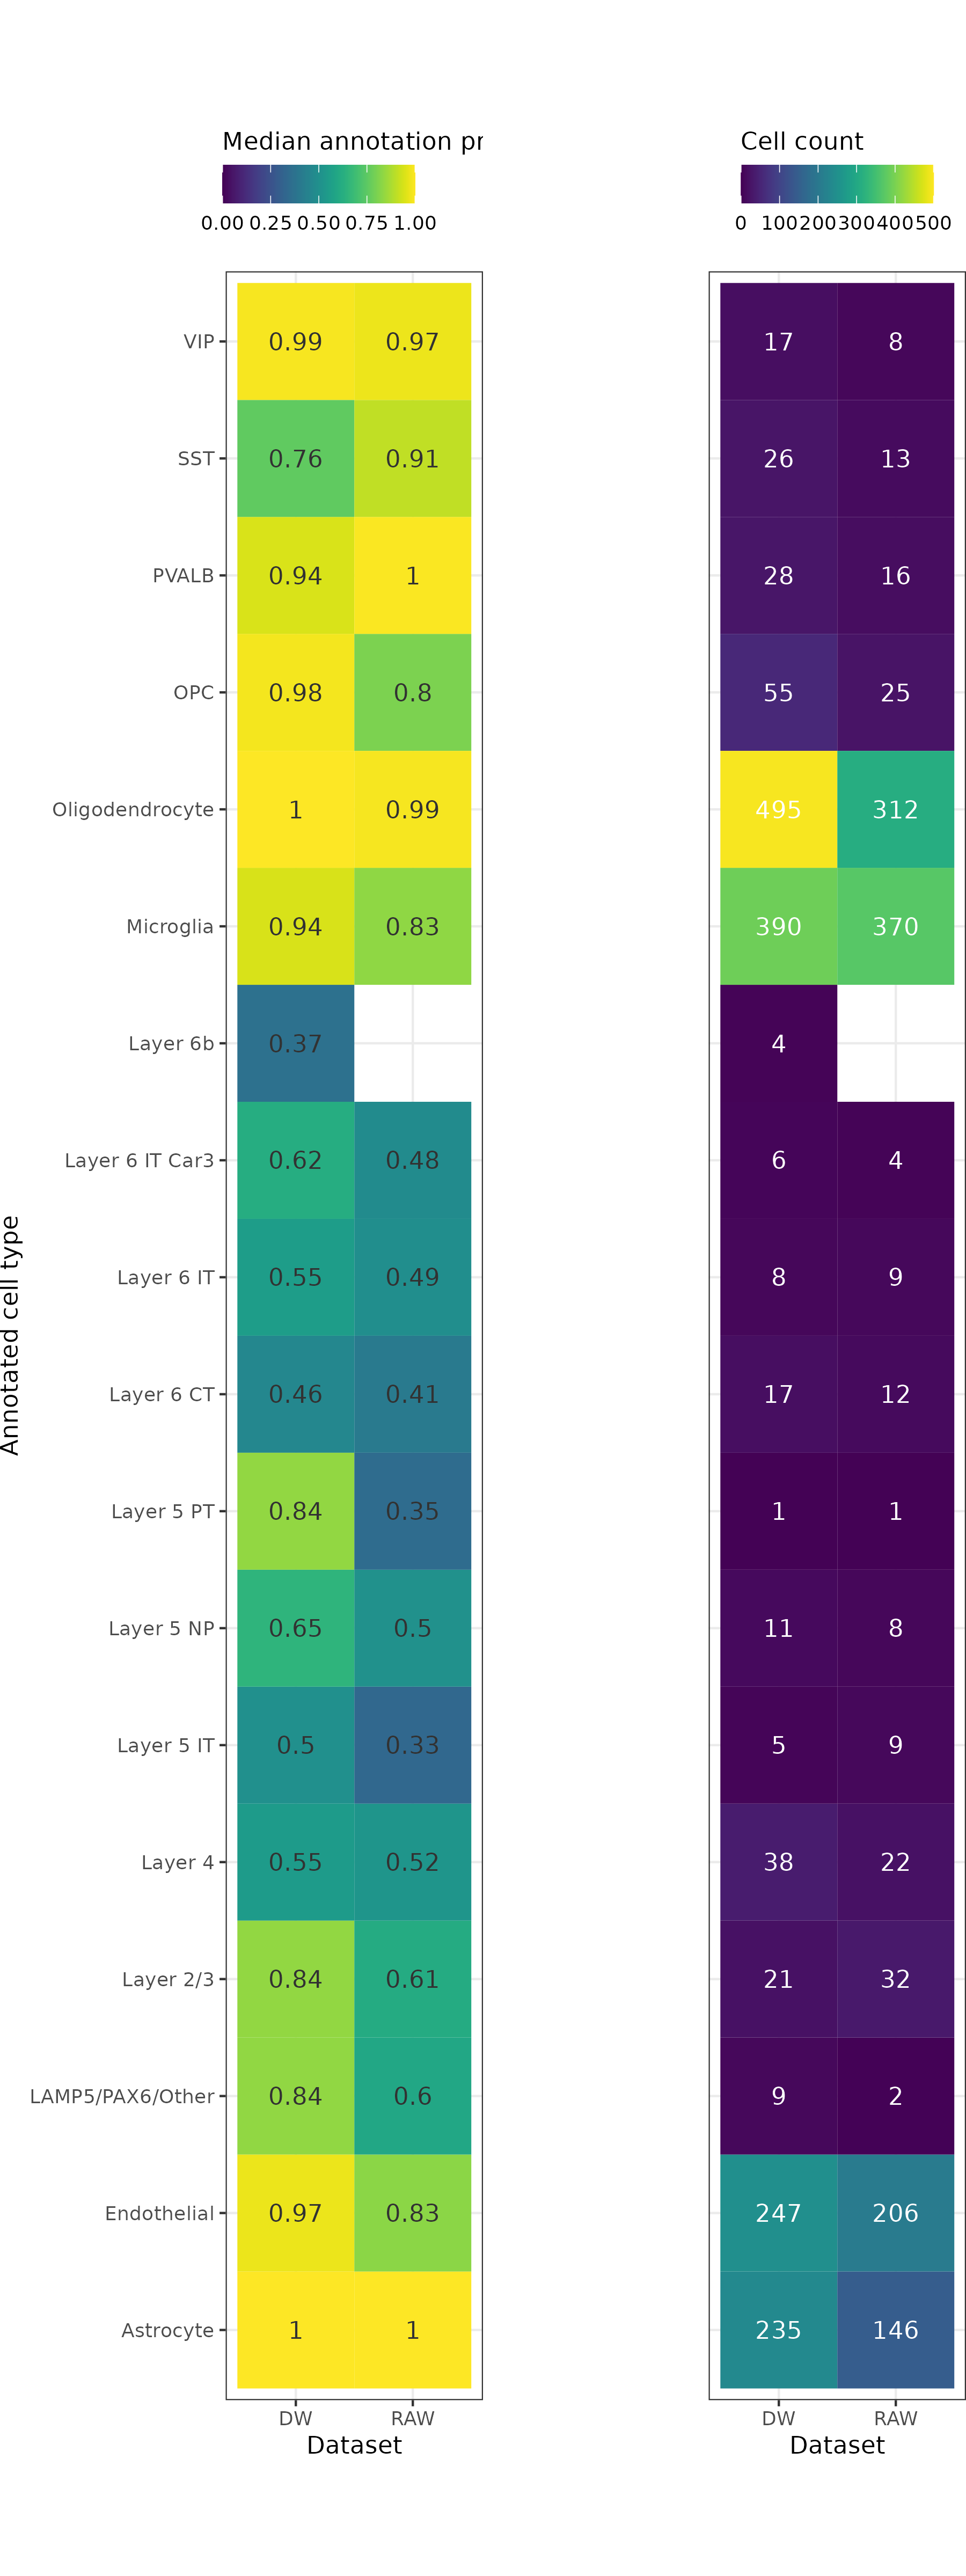 Median annotation pr
Cell count
0.00 0.25 0.50 0.75 1.00
0 100 200 300 400 500
VIP 0.99 0.97 17 8
SST 0.76 0.91 26 13
PVALB 0.94 1 28 16
OPC 0.98 0.8 55 25
Oligodendrocyte 1 0.99 495 312
Microglia 0.94 0.83 390 370
Layer 6b 0.37 4
Layer 6 IT Car3 0.62 0.48 6 4
Layer 6 IT 0.55 0.49 8 9
Layer 6 CT 0.46 0.41 17 12
Layer 5 PT 0.84 0.35 1 1
Layer 5 NP 0.65 0.5 11 8
Layer 5 IT 0.5 0.33 5 9
Layer 4 0.55 0.52 38 22
Layer 2/3 0.84 0.61 21 32
LAMP5/PAX6/Other 0.84 0.6 9 2
Endothelial 0.97 0.83 247 206
Astrocyte 1 1 235 146
Annotated cell type
DW RAW DW RAW
Dataset
Dataset